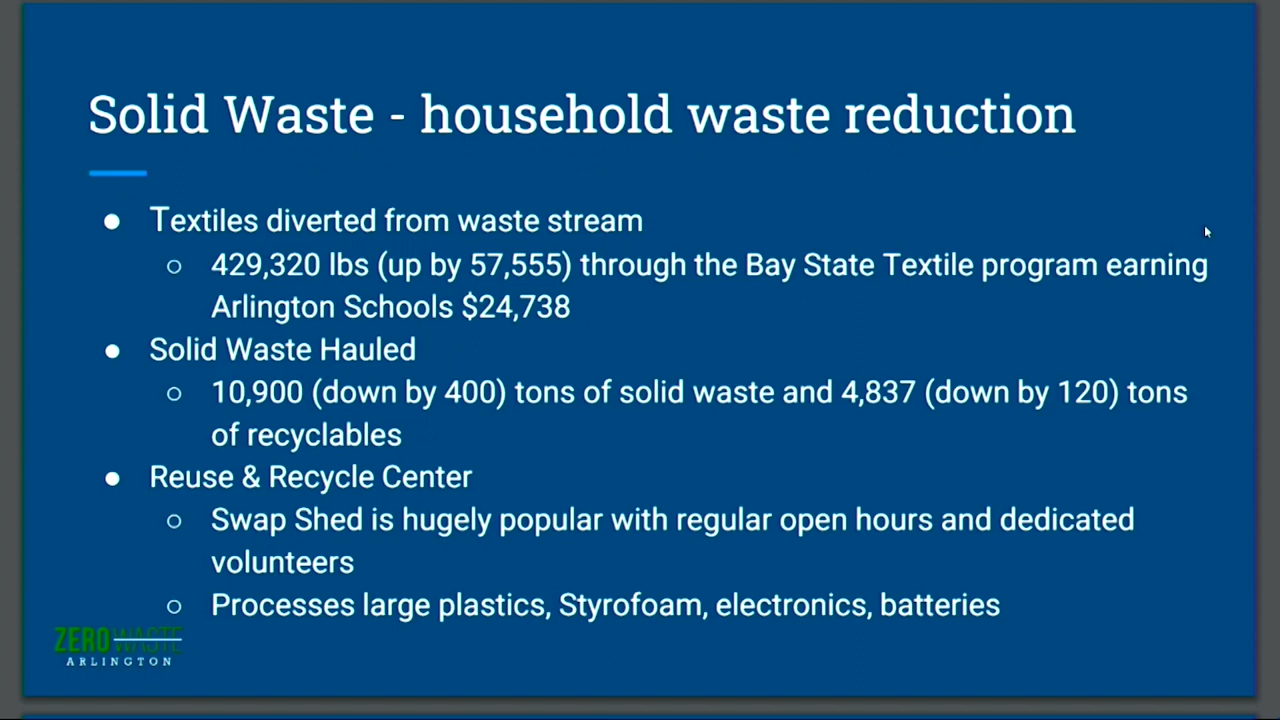 Solid Waste - household waste reduction
● Textiles diverted from waste stream
○ 429,320 lbs (up by 57,555) through the Bay State Textile program earning
Arlington Schools $24,738
● Solid Waste Hauled
○ 10,900 (down by 400) tons of solid waste and 4,837 (down by 120) tons
of recyclables
● Reuse & Recycle Center
○ Swap Shed is hugely popular with regular open hours and dedicated
volunteers
○ Processes large plastics, Styrofoam, electronics, batteries
ZERO WASTE
ARLINGTON